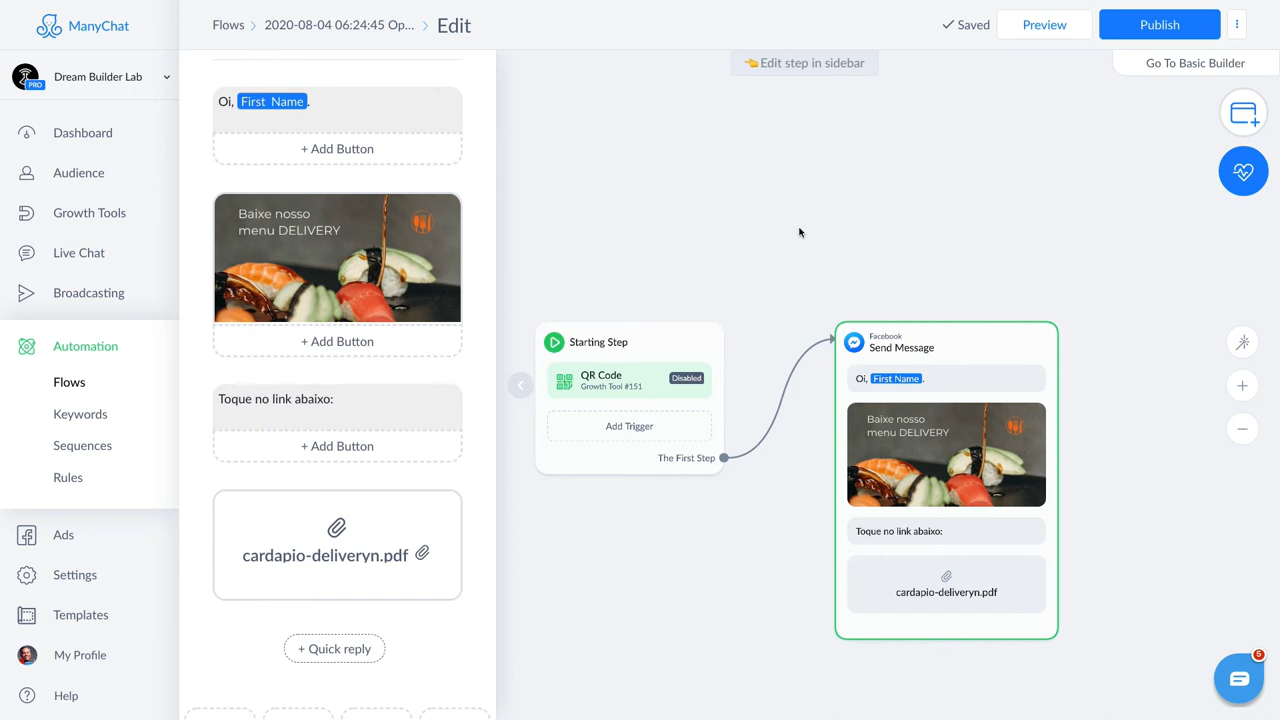 ManyChat
Flows
2020-08-04 06:24:45 Op...
Edit
Saved
Preview
Publish
Dream Builder Lab
PRO
Dashboard
Audience
Growth Tools
Live Chat
Broadcasting
Automation
Flows
Keywords
Sequences
Rules
Ads
Settings
Templates
My Profile
Help
Oi, First Name.
+ Add Button
Baixe nosso
menu DELIVERY
+ Add Button
Toque no link abaixo:
+ Add Button
cardapio-deliveryn.pdf
+ Quick reply
Edit step in sidebar
Go To Basic Builder
Starting Step
QR Code
Growth Tool #151
Disabled
Add Trigger
The First Step
Facebook
Send Message
Oi, First Name.
Baixe nosso
menu DELIVERY
Toque no link abaixo:
cardapio-deliveryn.pdf
5